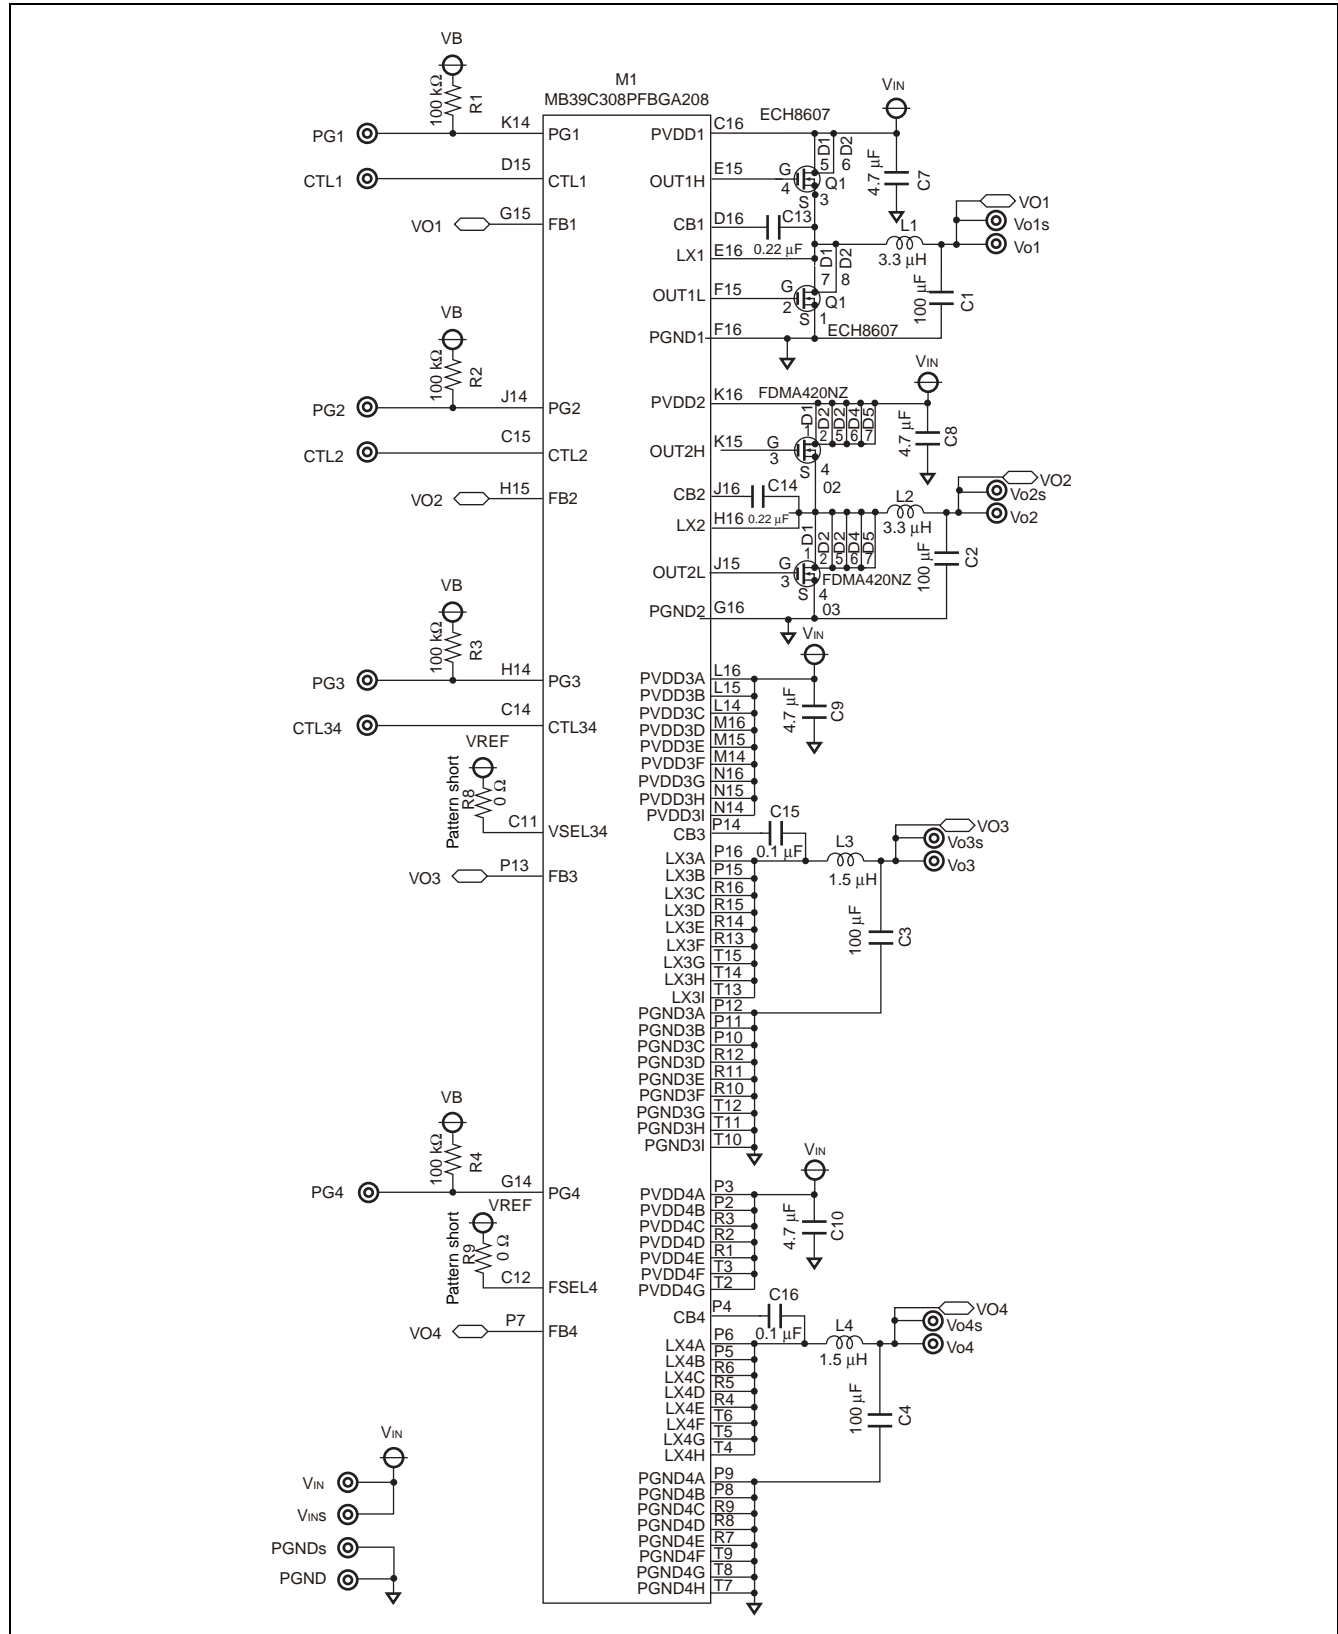 VB
100 kΩ
R1
M1
MB39C308PFBGA208
PG1
K14
PG1
CTL1
D15
CTL1
VO1
G15
FB1
VB
100 kΩ
R2
PG2
J14
PG2
CTL2
C15
CTL2
VO2
H15
FB2
VB
100 kΩ
R3
PG3
H14
PG3
CTL34
C14
CTL34
VREF
Pattern short
R8
0 Ω
C11
VSEL34
VO3
P13
FB3
VB
100 kΩ
R4
PG4
G14
PG4
VREF
Pattern short
R9
0 Ω
C12
FSEL4
VO4
P7
FB4
VIN
VIN
VINS
PGNDs
PGND
PVDD1 C16
ECH8607
VIN
D1
5
D2
6
OUT1H E15
G
4
Q1
S
3
4.7 µF
C7
CB1 D16
C13
0.22 µF
LX1 E16
D1
7
D2
8
L1
3.3 µH
VO1
Vo1s
Vo1
OUT1L F15
G
2
Q1
S
1
100 µF
C1
PGND1 F16
ECH8607
VIN
PVDD2 K16
FDMA420NZ
D1
1
D2
2
D2
5
D4
6
D5
7
OUT2H K15
G
3
S
4
02
4.7 µF
C8
CB2 J16
C14
LX2 H16
0.22 µF
L2
3.3 µH
VO2
Vo2s
Vo2
D1
1
D2
2
D2
5
D4
6
D5
7
OUT2L J15
G
3
FDMA420NZ
S
4
03
100 µF
C2
PGND2 G16
VIN
PVDD3A L16
PVDD3B L15
PVDD3C L14
PVDD3D M16
PVDD3E M15
PVDD3F M14
PVDD3G N16
PVDD3H N15
PVDD3I N14
4.7 µF
C9
CB3 P14
C15
0.1 µF
L3
1.5 µH
VO3
Vo3s
Vo3
LX3A P16
LX3B P15
LX3C R16
LX3D R15
LX3E R14
LX3F R13
LX3G T15
LX3H T14
LX3I T13
100 µF
C3
PGND3A P12
PGND3B P11
PGND3C P10
PGND3D R12
PGND3E R11
PGND3F R10
PGND3G T12
PGND3H T11
PGND3I T10
VIN
PVDD4A P3
PVDD4B P2
PVDD4C R3
PVDD4D R2
PVDD4E R1
PVDD4F T3
PVDD4G T2
4.7 µF
C10
CB4 P4
C16
0.1 µF
L4
1.5 µH
VO4
Vo4s
Vo4
LX4A P6
LX4B P5
LX4C R6
LX4D R5
LX4E R4
LX4F T6
LX4G T5
LX4H T4
100 µF
C4
PGND4A P9
PGND4B P8
PGND4C R9
PGND4D R8
PGND4E R7
PGND4F T9
PGND4G T8
PGND4H T7